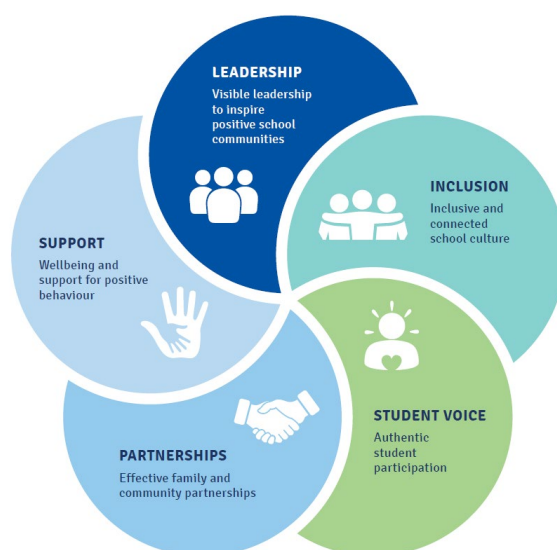 LEADERSHIP
Visible leadership
to inspire
positive school
communities
INCLUSION
Inclusive and
connected
school culture
STUDENT VOICE
Authentic
student
participation
PARTNERSHIPS
Effective family and
community partnerships
SUPPORT
Wellbeing and
support for positive
behaviour